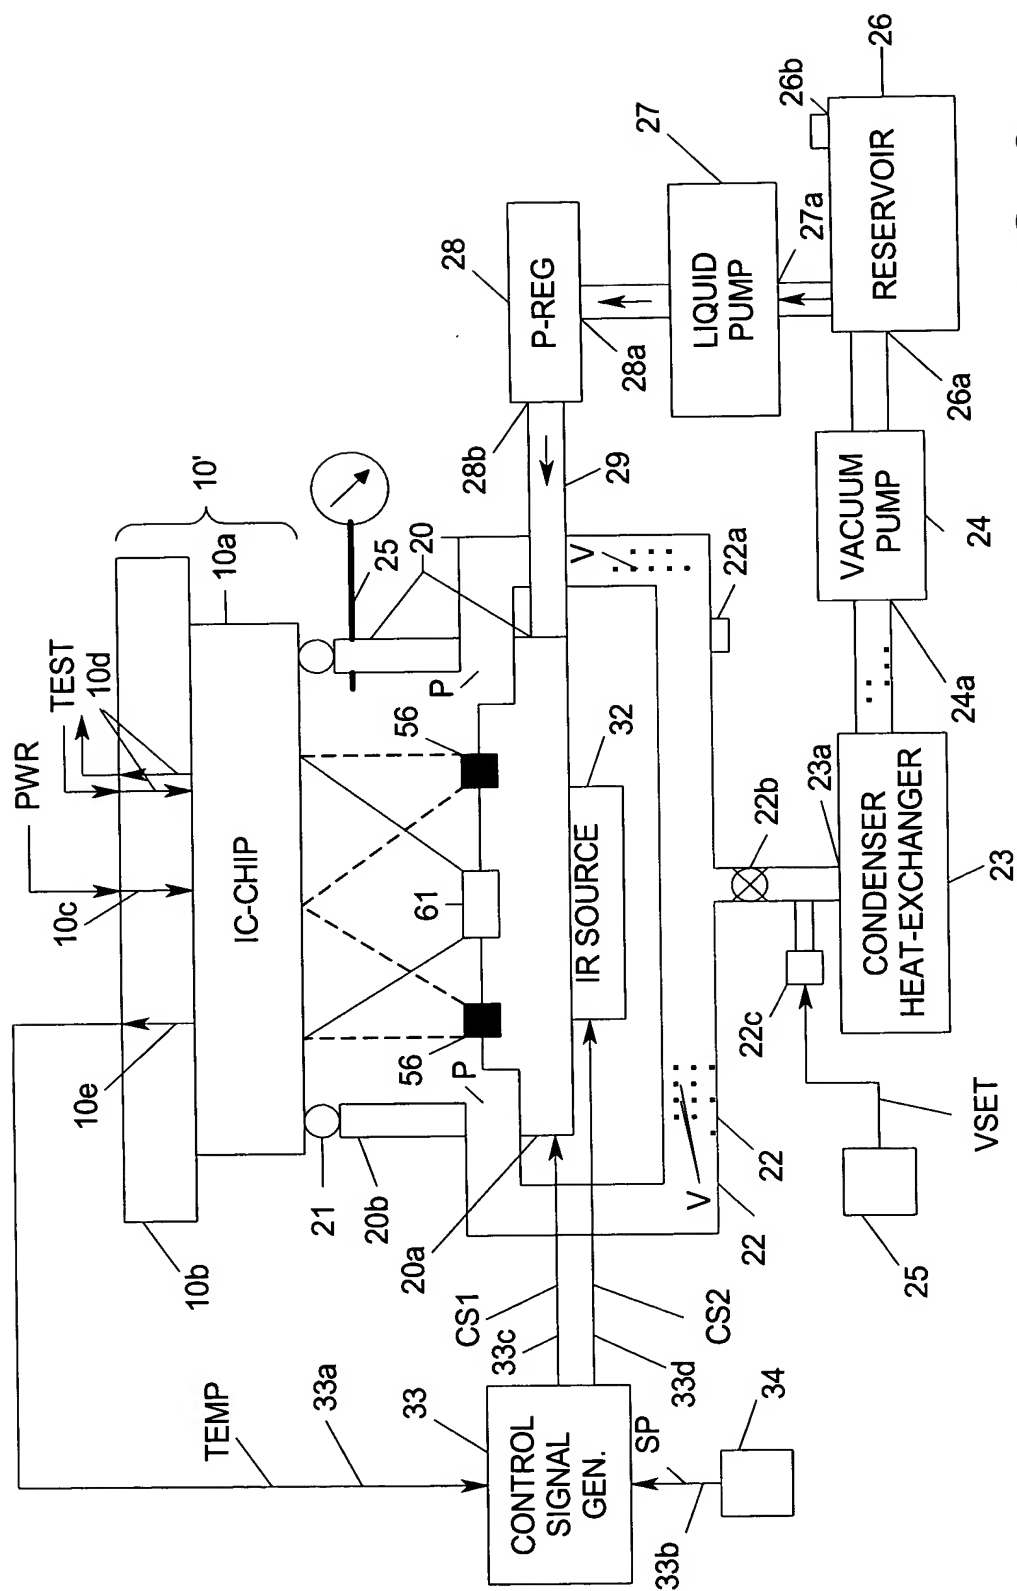 10'
10a
10b
10c
10d
10e
PWR
TEST
IC-CHIP
TEMP
33a
21
20b
20a
25
20
P
P
56
56
61
32
IR SOURCE
28
P-REG
28a
28b
29
27
LIQUID
PUMP
27a
26b
26
RESERVOIR
26a
VACUUM
PUMP
24
24a
V
22a
22b
23a
22c
CONDENSER
HEAT-EXCHANGER
23
V
22
22
VSET
25
CS1
33c
CS2
33d
33
CONTROL
SIGNAL
GEN.
SP
33b
34